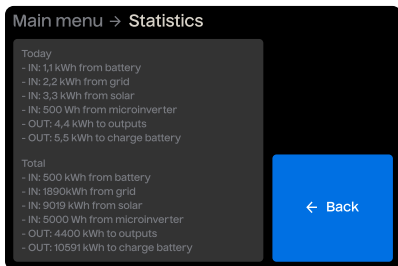 Main menu → Statistics
Today
- IN: 1,1 kWh from battery
- IN: 2,2 kWh from grid
- IN: 3,3 kWh from solar
- IN: 500 Wh from microinverter
- OUT: 4,4 kWh to outputs
- OUT: 5,5 kWh to charge battery
Total
- IN: 500 kWh from battery
- IN: 1890kWh from grid
- IN: 9019 kWh from solar
- IN: 5000 Wh from microinverter
- OUT: 4400 kWh to outputs
- OUT: 10591 kWh to charge battery
← Back